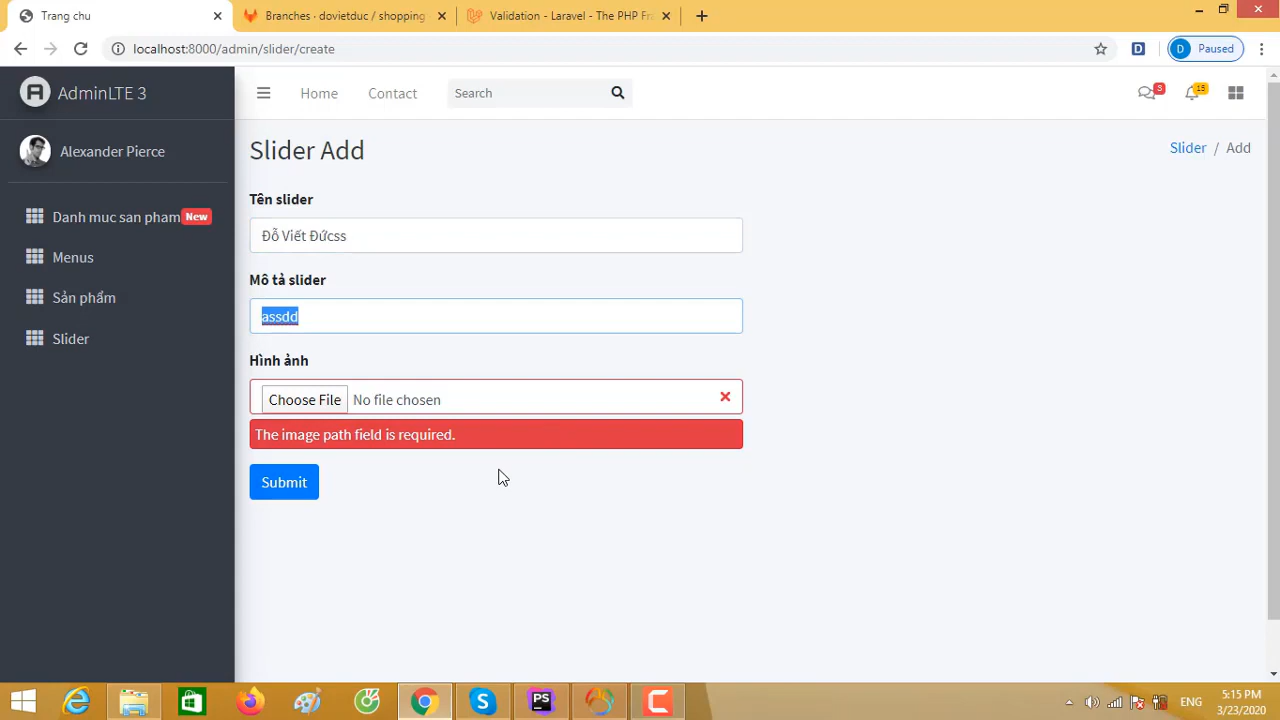 Trang chu
Branches · dovietduc / shopping
Validation - Laravel - The PHP Fra
localhost:8000/admin/slider/create
D
D
Paused
AdminLTE 3
Home
Contact
Search
3
15
Alexander Pierce
Slider Add
Slider / Add
Danh muc san pham New
Menus
Sản phẩm
Slider
Tên slider
Đỗ Viết Đứcss
Mô tả slider
assdd
Hình ảnh
Choose File No file chosen
The image path field is required.
Submit
ENG
5:15 PM
3/23/2020